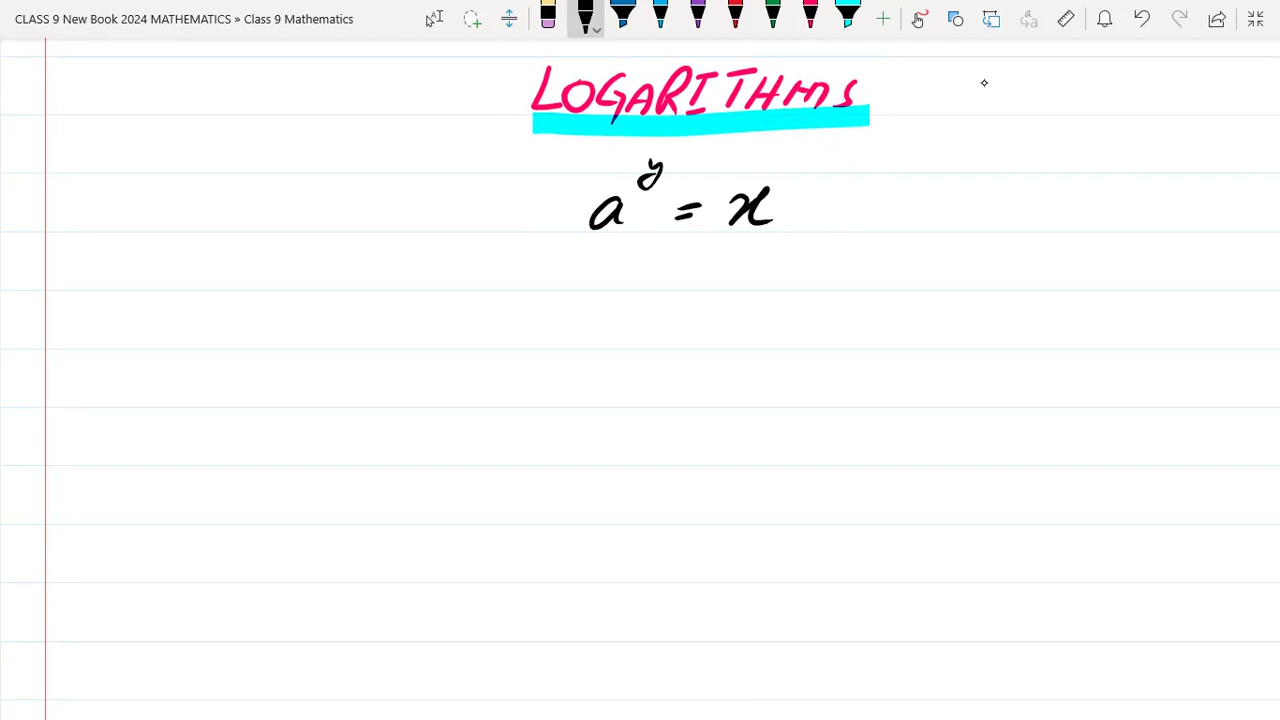 CLASS 9 New Book 2024 MATHEMATICS » Class 9 Mathematics
LOGARITHMS
a^y = x